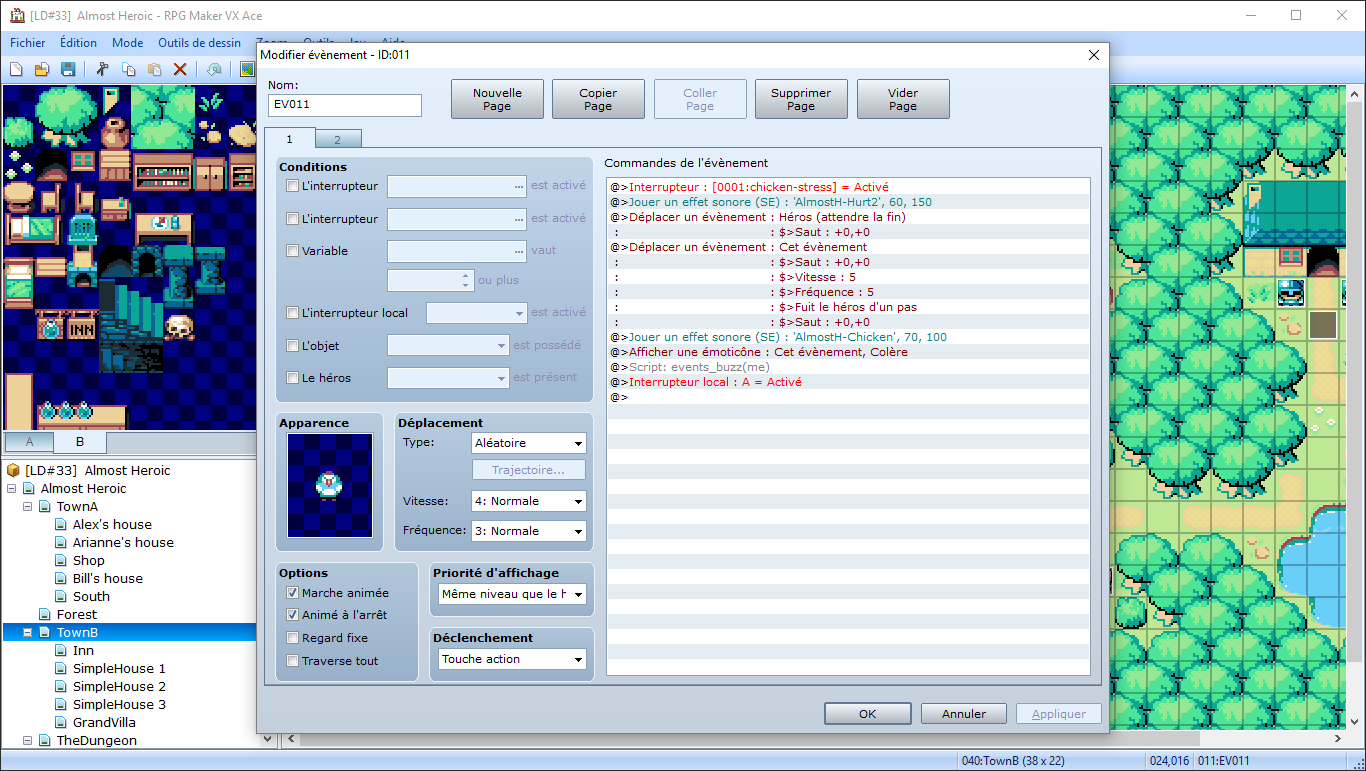 [LD#33]  Almost Heroic - RPG Maker VX Ace
Fichier Édition Mode Outils de dessin Zoom Outils Jeu Aide
Modifier évènement - ID:011
Nom:
EV011
Nouvelle Page
Copier Page
Coller Page
Supprimer Page
Vider Page
1 2
Conditions
L'interrupteur ... est activé
L'interrupteur ... est activé
Variable ... vaut
ou plus
L'interrupteur local est activé
L'objet est possédé
Le héros est présent
Apparence
Déplacement
Type: Aléatoire
Trajectoire...
Vitesse: 4: Normale
Fréquence: 3: Normale
Options
Marche animée
Animé à l'arrêt
Regard fixe
Traverse tout
Priorité d'affichage
Même niveau que le h
Déclenchement
Touche action
Commandes de l'évènement
@>Interrupteur : [0001:chicken-stress] = Activé
@>Jouer un effet sonore (SE) : 'AlmostH-Hurt2', 60, 150
@>Déplacer un évènement : Héros (attendre la fin)
: : $>Saut : +0,+0
@>Déplacer un évènement : Cet évènement
: : $>Saut : +0,+0
: : $>Vitesse : 5
: : $>Fréquence : 5
: : $>Fuit le héros d'un pas
: : $>Saut : +0,+0
@>Jouer un effet sonore (SE) : 'AlmostH-Chicken', 70, 100
@>Afficher une émoticône : Cet évènement, Colère
@>Script: events_buzz(me)
@>Interrupteur local : A = Activé
@>
OK Annuler Appliquer
INN
A B
[LD#33]  Almost Heroic
Almost Heroic
TownA
Alex's house
Arianne's house
Shop
Bill's house
South
Forest
TownB
Inn
SimpleHouse 1
SimpleHouse 2
SimpleHouse 3
GrandVilla
TheDungeon
040:TownB (38 x 22) 024,016 011:EV011